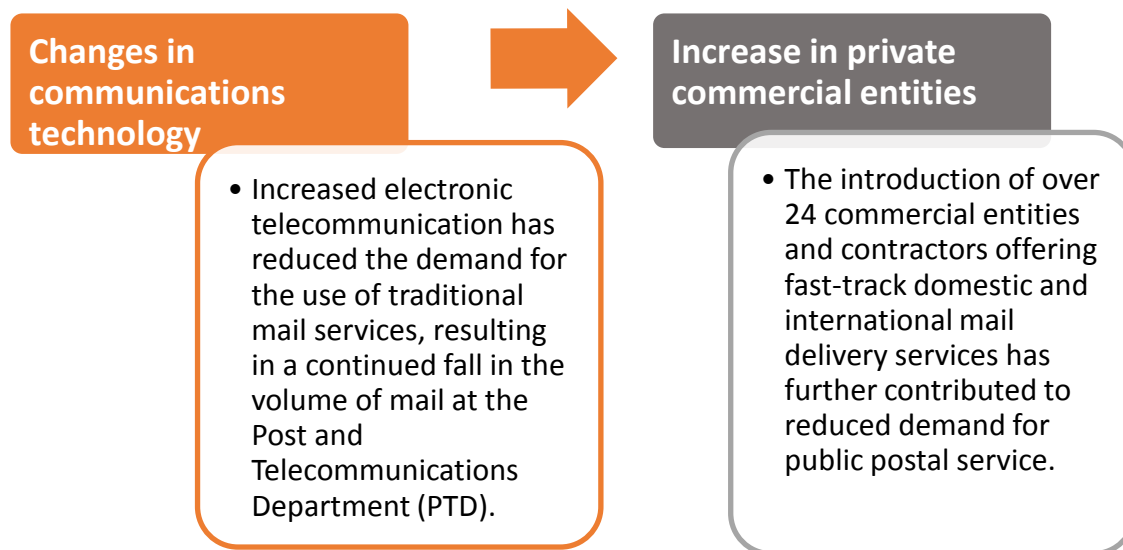 Changes in
communications
technology
• Increased electronic
telecommunication has
reduced the demand for
the use of traditional
mail services, resulting
in a continued fall in the
volume of mail at the
Post and
Telecommunications
Department (PTD).
Increase in private
commercial entities
• The introduction of over
24 commercial entities
and contractors offering
fast-track domestic and
international mail
delivery services has
further contributed to
reduced demand for
public postal service.